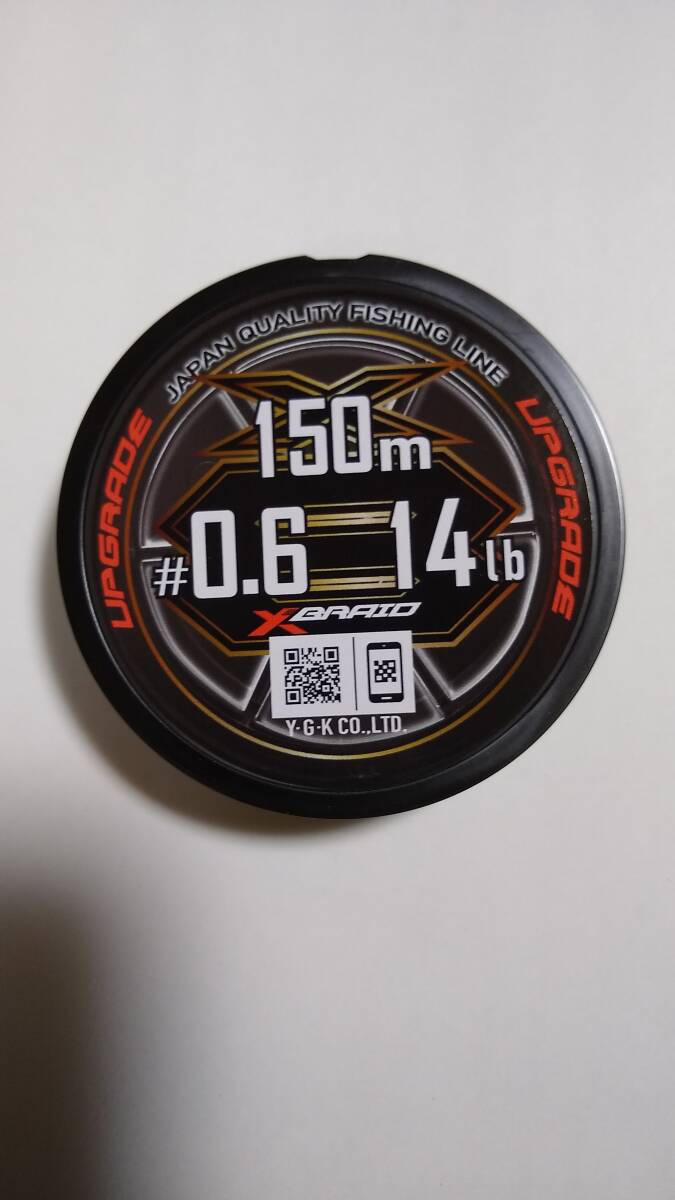 JAPAN QUALITY FISHING LINE
UPGRADE
UPGRADE
150m
#0.6 14lb
X BRAID
Y-G-K CO.,LTD.